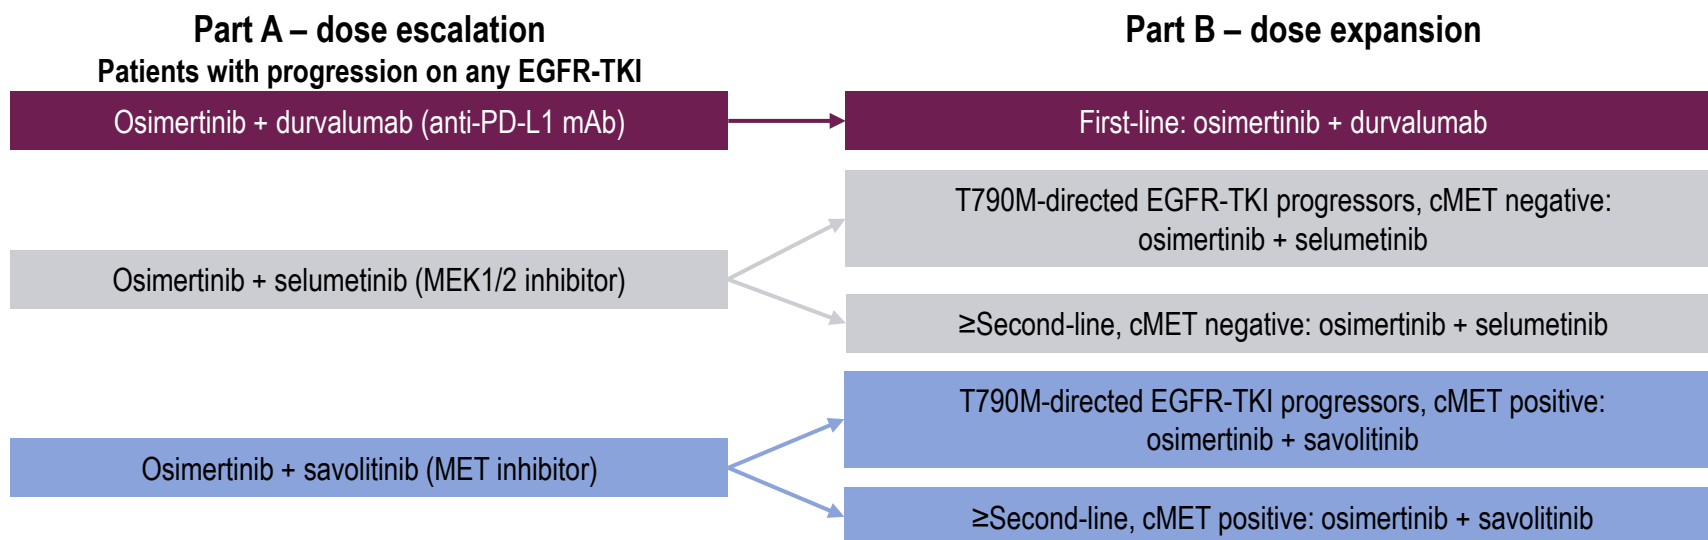 Part A – dose escalation
Patients with progression on any EGFR-TKI
Osimertinib + durvalumab (anti-PD-L1 mAb)
Osimertinib + selumetinib (MEK1/2 inhibitor)
Osimertinib + savolitinib (MET inhibitor)
Part B – dose expansion
First-line: osimertinib + durvalumab
T790M-directed EGFR-TKI progressors, cMET negative:
osimertinib + selumetinib
≥Second-line, cMET negative: osimertinib + selumetinib
T790M-directed EGFR-TKI progressors, cMET positive:
osimertinib + savolitinib
≥Second-line, cMET positive: osimertinib + savolitinib